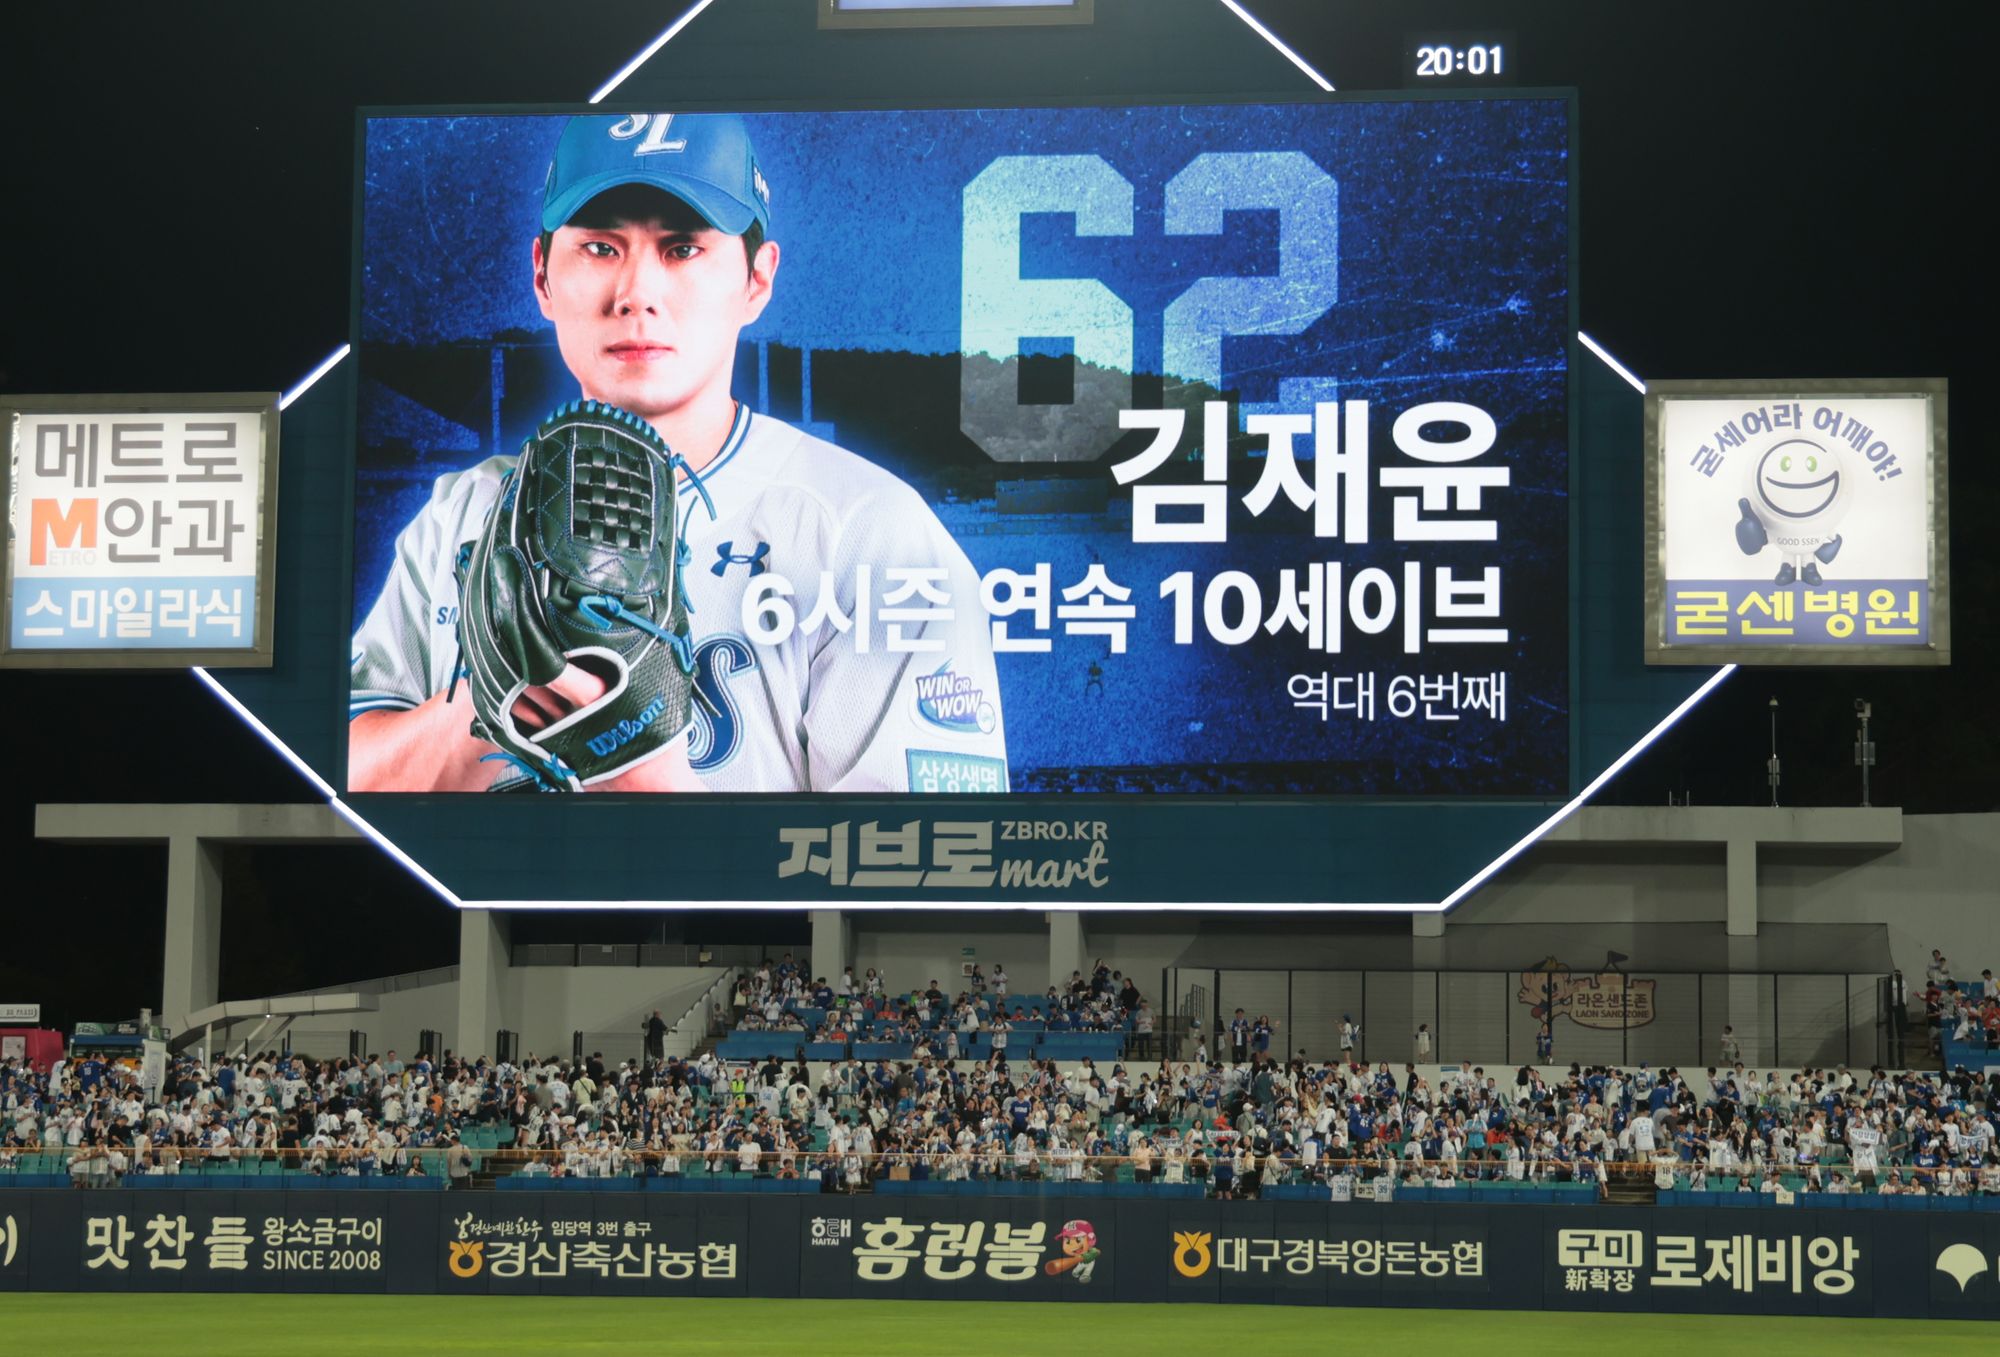 20:01
SL
62
김재윤
6시즌 연속 10세이브
역대 6번째
WIN OR
WOW
삼성생명
Wilson
메트로
METRO
안과
스마일라식
굳세어라 어깨야!
GOOD SSEN
굳센병원
지브로
ZBRO.KR
mart
라온샌드존
LAON SAND ZONE
맛찬들
왕소금구이
SINCE 2008
임당역 3번 출구
경산축산농협
해태
HAITAI
홈런볼
대구경북양돈농협
구미
新확장
로제비앙